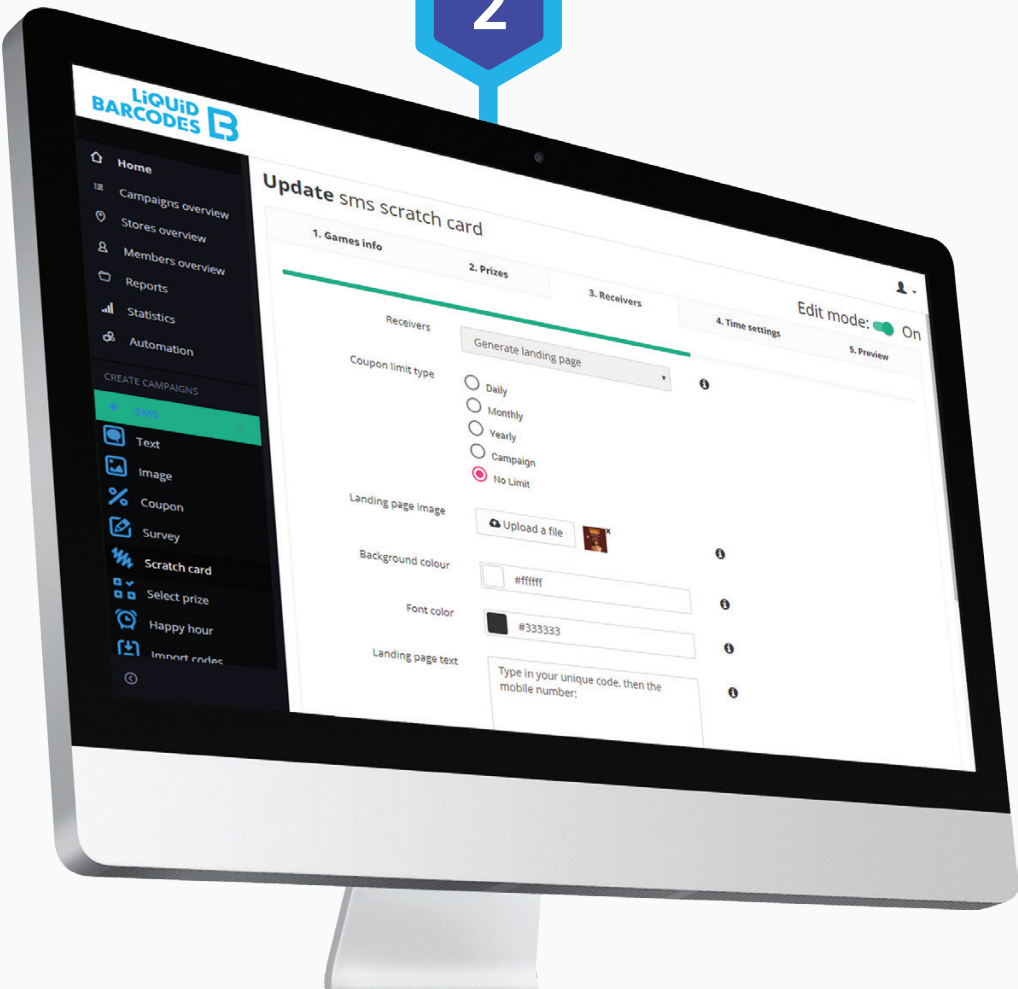 2
LiQUiD
BARCODES
Home
Campaigns overview
Stores overview
Members overview
Reports
Statistics
Automation
CREATE CAMPAIGNS
SMS
Text
Image
Coupon
Survey
Scratch card
Select prize
Happy hour
Import codes
Update sms scratch card
Edit mode: On
1. Games info
2. Prizes
3. Receivers
4. Time settings
5. Preview
Receivers
Generate landing page
Coupon limit type
Daily
Monthly
Yearly
Campaign
No Limit
Landing page image
Upload a file
x
Background colour
#ffffff
Font color
#333333
Landing page text
Type in your unique code, then the
mobile number: